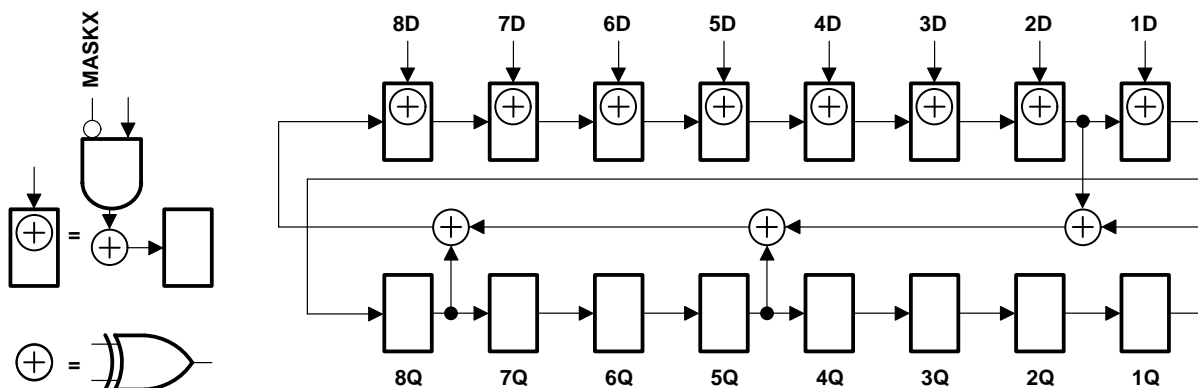 MASKX
=
=
8D 7D 6D 5D 4D 3D 2D 1D
8Q 7Q 6Q 5Q 4Q 3Q 2Q 1Q